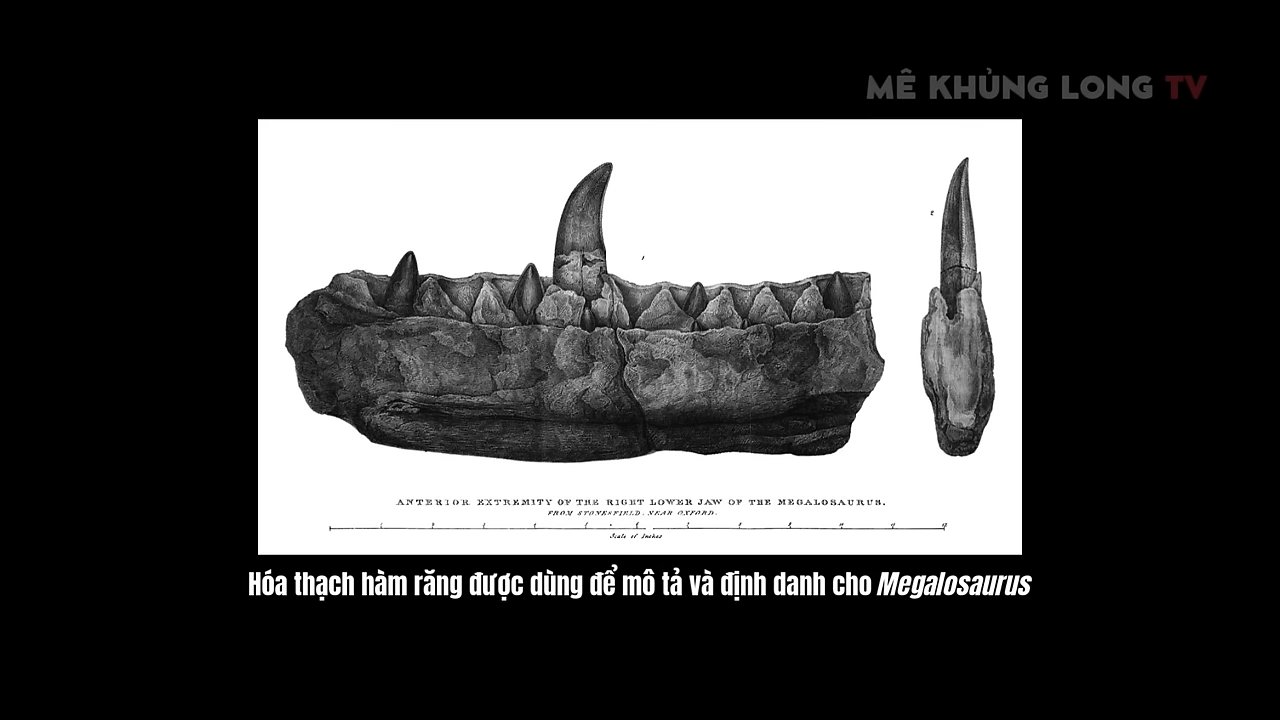 MÊ KHỦNG LONG TV
ANTERIOR EXTREMITY OF THE RIGHT LOWER JAW OF THE MEGALOSAURUS.
FROM STONESFIELD, NEAR OXFORD.
Scale of Inches
Hóa thạch hàm răng được dùng để mô tả và định danh cho Megalosaurus